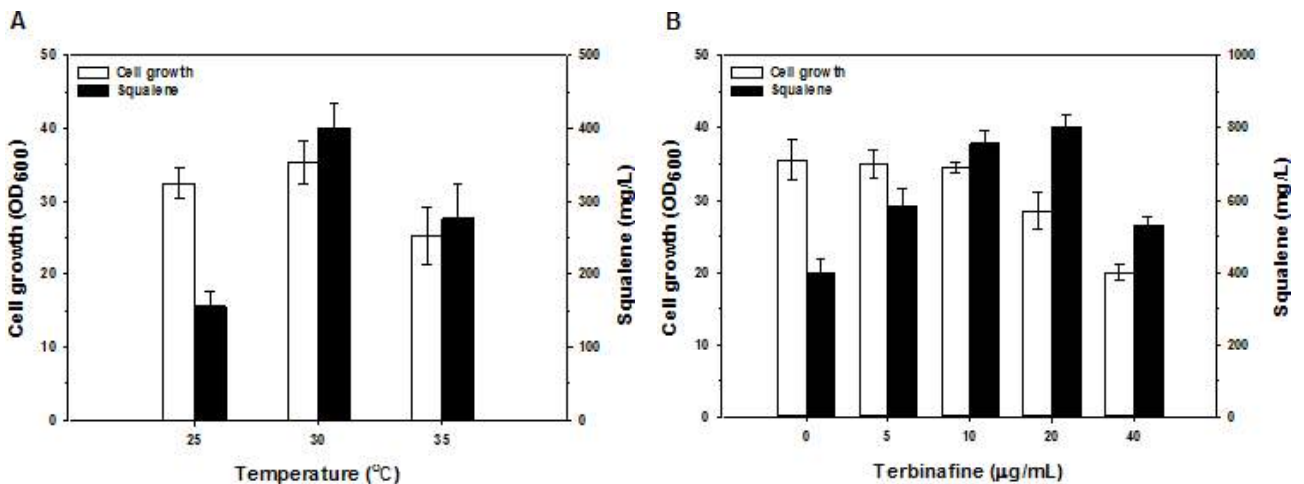 A
50
40
30
20
10
0
Cell growth (OD600)
Cell growth
Squalene
500
400
300
200
100
0
Squalene (mg/L)
25 30 35
Temperature (°C)
B
50
40
30
20
10
0
Cell growth (OD600)
Cell growth
Squalene
1000
800
600
400
200
0
Squalene (mg/L)
0 5 10 20 40
Terbinafine (μg/mL)